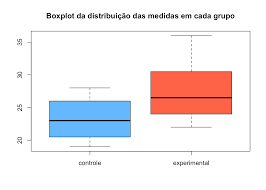 Boxplot da distribuição das medidas em cada grupo
35
30
25
20
controle experimental